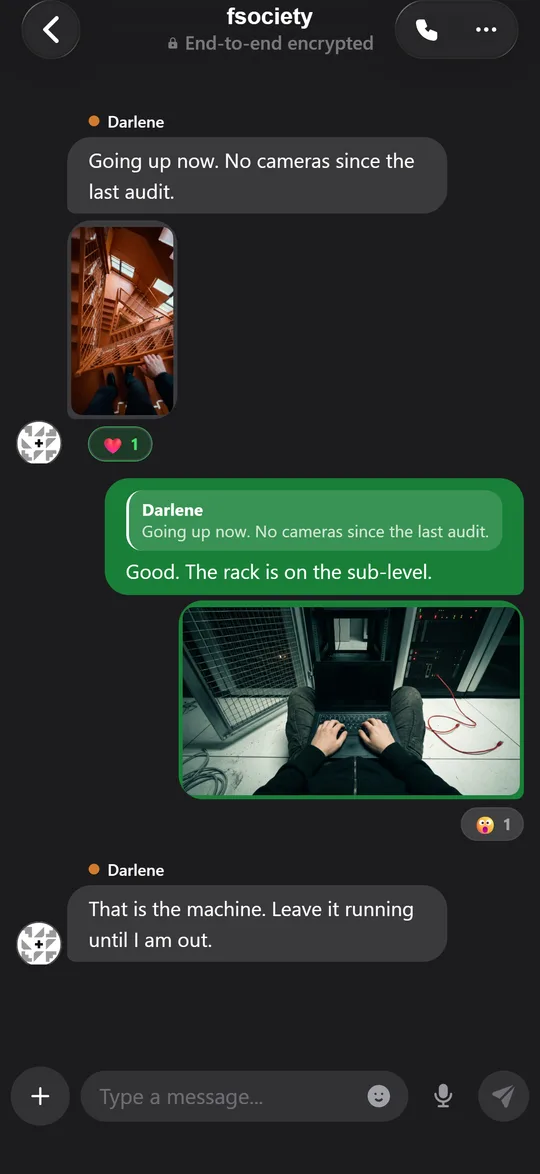 fsociety
End-to-end encrypted
Darlene
Going up now. No cameras since the
last audit.
1
Darlene
Going up now. No cameras since the last audit.
Good. The rack is on the sub-level.
1
Darlene
That is the machine. Leave it running
until I am out.
Type a message...